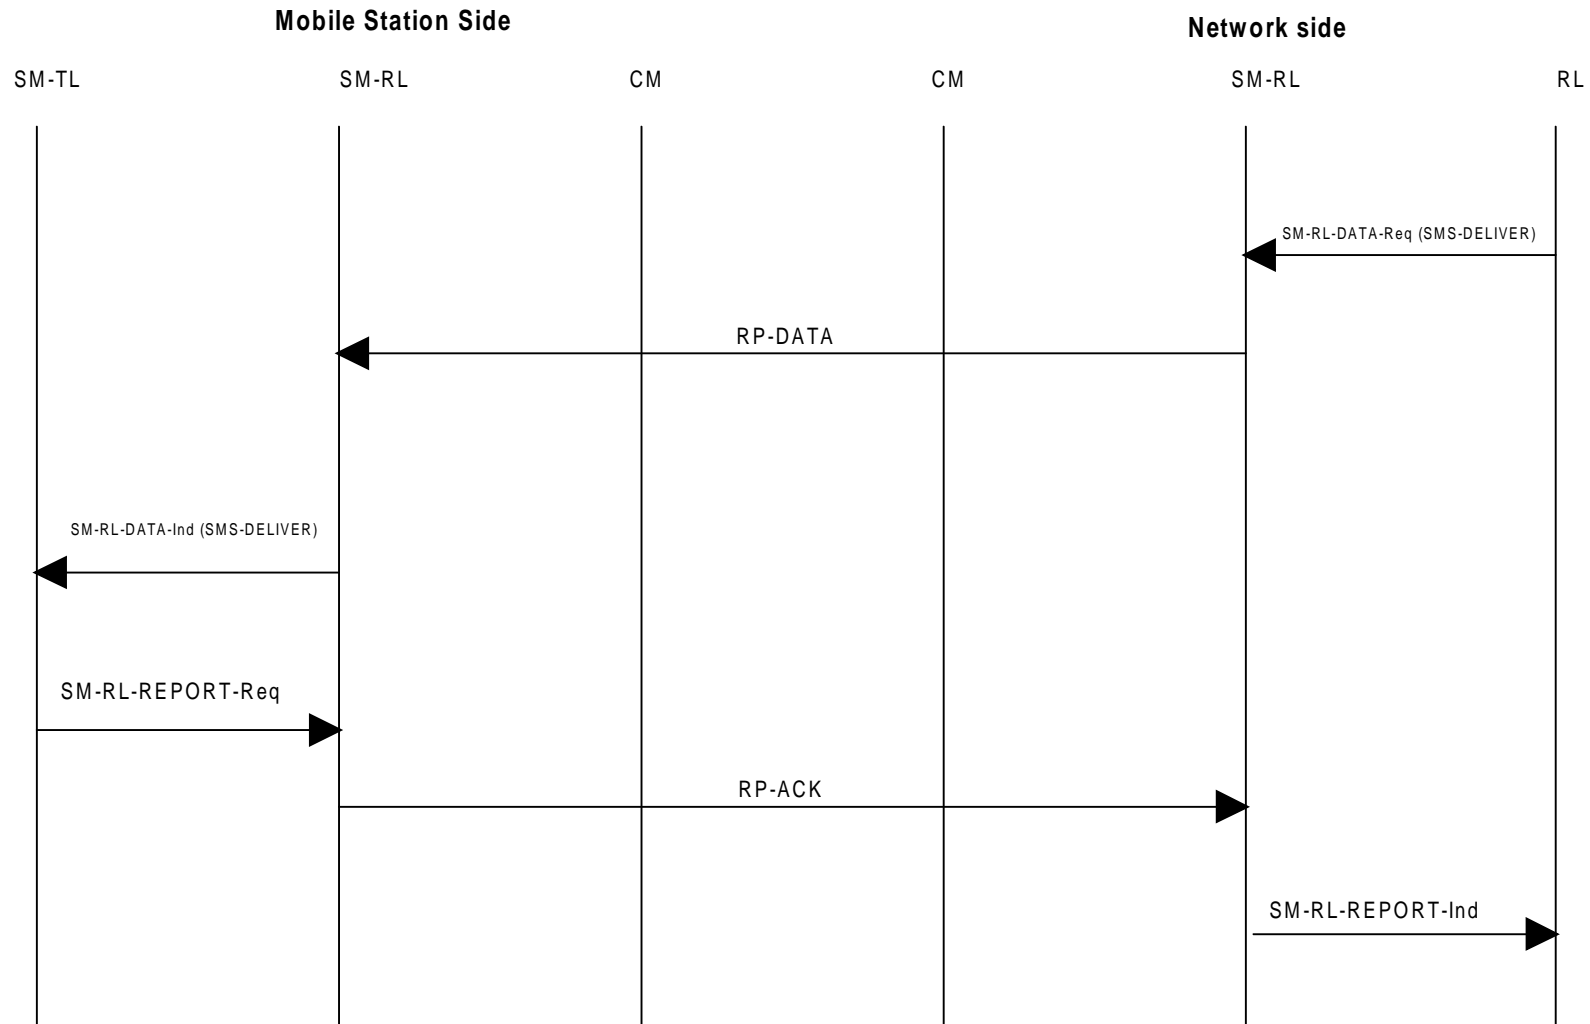 Mobile Station Side
Network side
SM-TL
SM-RL
CM
CM
SM-RL
RL
SM-RL-DATA-Req (SMS-DELIVER)
RP-DATA
SM-RL-DATA-Ind (SMS-DELIVER)
SM-RL-REPORT-Req
RP-ACK
SM-RL-REPORT-Ind